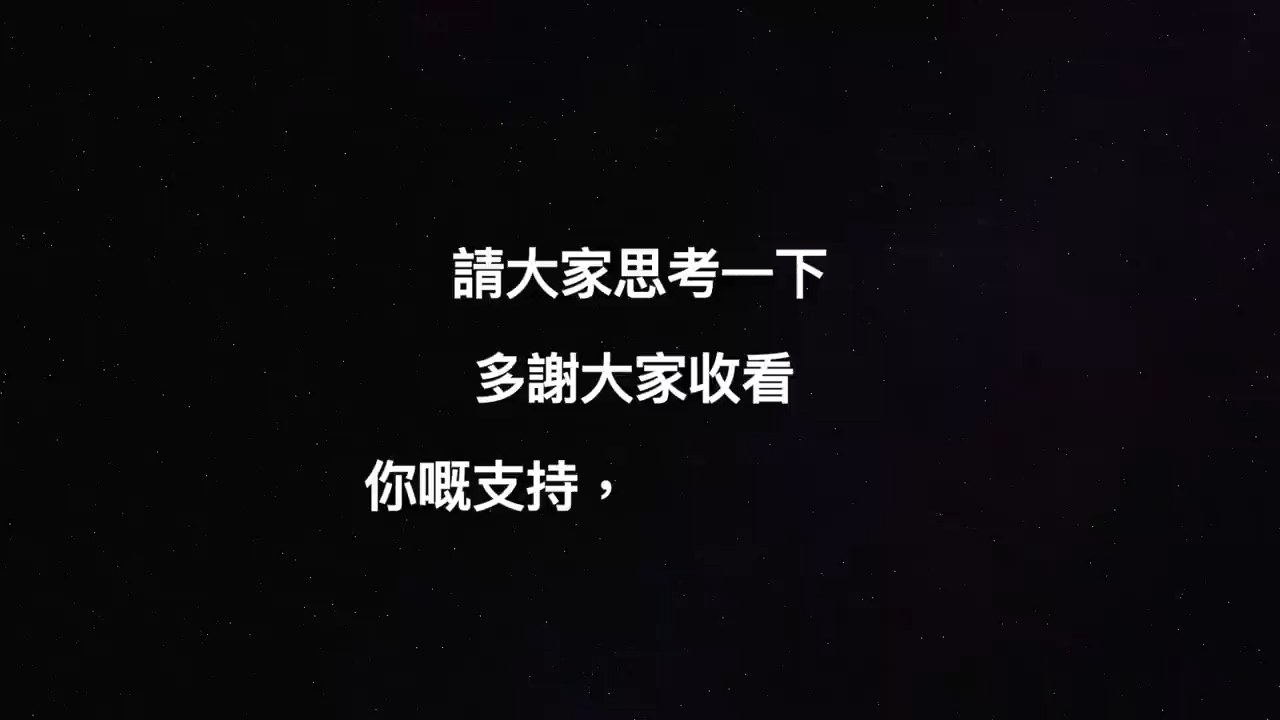 請大家思考一下
多謝大家收看
你嘅支持，